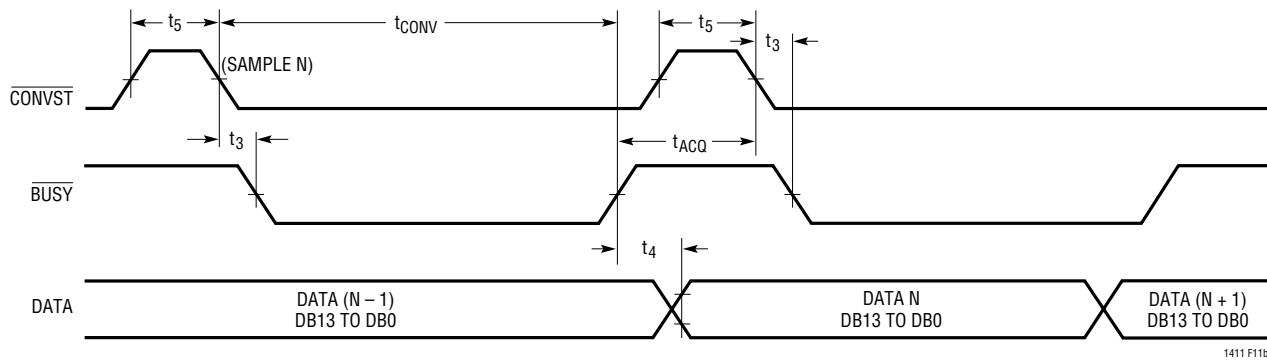 t5
tCONV
t5
t3
(SAMPLE N)
CONVST
t3
tACQ
BUSY
t4
DATA
DATA (N – 1)
DB13 TO DB0
DATA N
DB13 TO DB0
DATA (N + 1)
DB13 TO DB0
1411 F11b